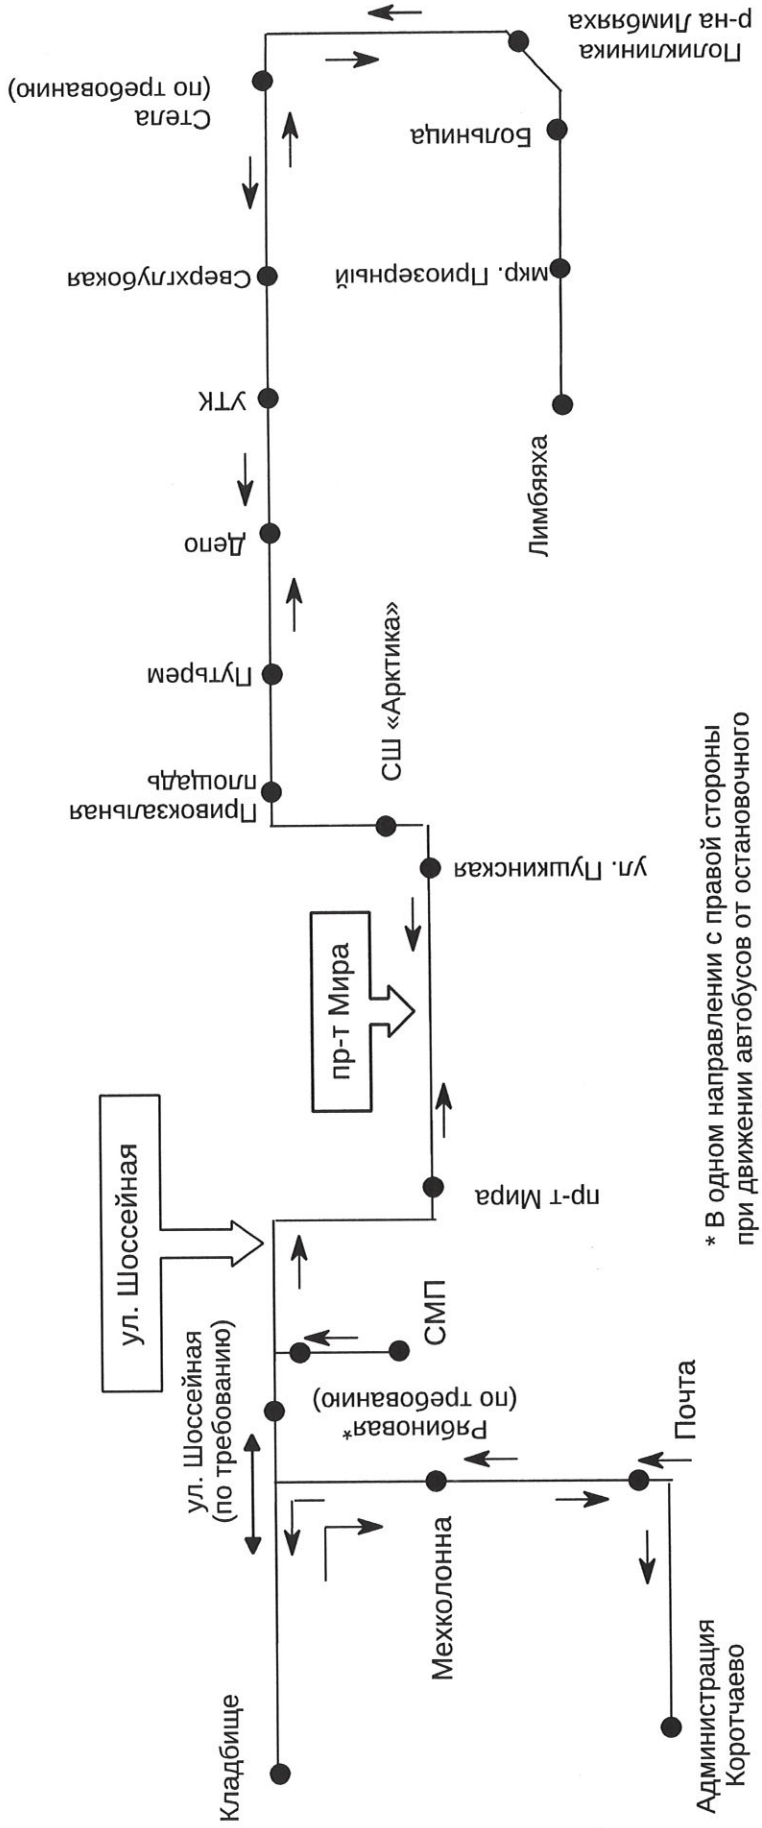 Кладбище
ул. Шоссейная
(по требованию)
ул. Шоссейная
Рябиновая*
(по требованию)
СМП
Мехколонна
Почта
Администрация
Коротчаево
пр-т Мира
пр-т Мира
ул. Пушкинская
СШ «Арктика»
Привокзальная
площадь
Путьрем
Депо
УТК
Сверхглубокая
Стела
(по требованию)
Поликлиника
р-на Лимбяяха
Больница
мкр. Приозерный
Лимбяяха
* В одном направлении с правой стороны
при движении автобусов от остановочного